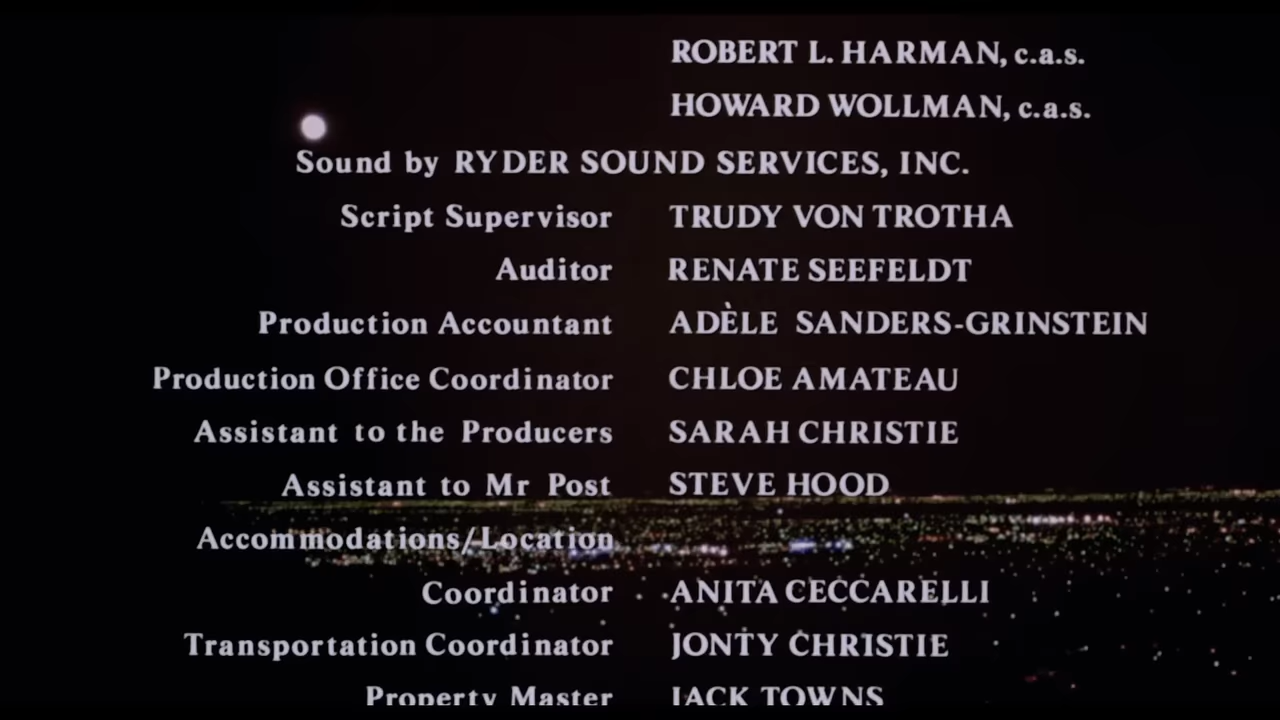 ROBERT L. HARMAN, c.a.s.
HOWARD WOLLMAN, c.a.s.
Sound by RYDER SOUND SERVICES, INC.
Script Supervisor TRUDY VON TROTHA
Auditor RENATE SEEFELDT
Production Accountant ADÈLE SANDERS-GRINSTEIN
Production Office Coordinator CHLOE AMATEAU
Assistant to the Producers SARAH CHRISTIE
Assistant to Mr Post STEVE HOOD
Accommodations/Location
Coordinator ANITA CECCARELLI
Transportation Coordinator JONTY CHRISTIE
Property Master JACK TOWNS